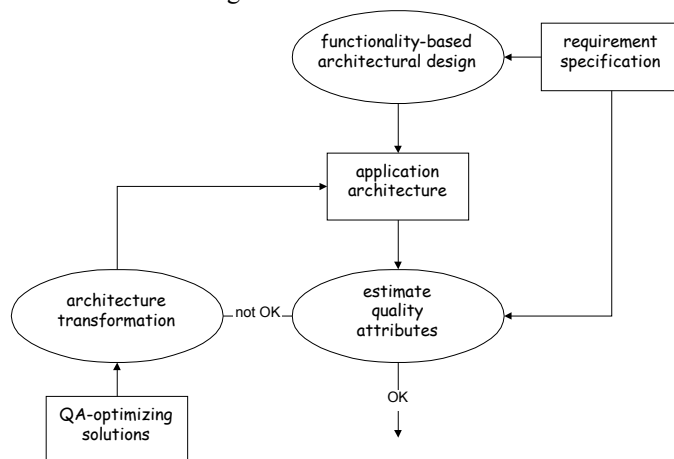 functionality-based
architectural design
requirement
specification
application
architecture
architecture
transformation
not OK
estimate
quality
attributes
OK
QA-optimizing
solutions